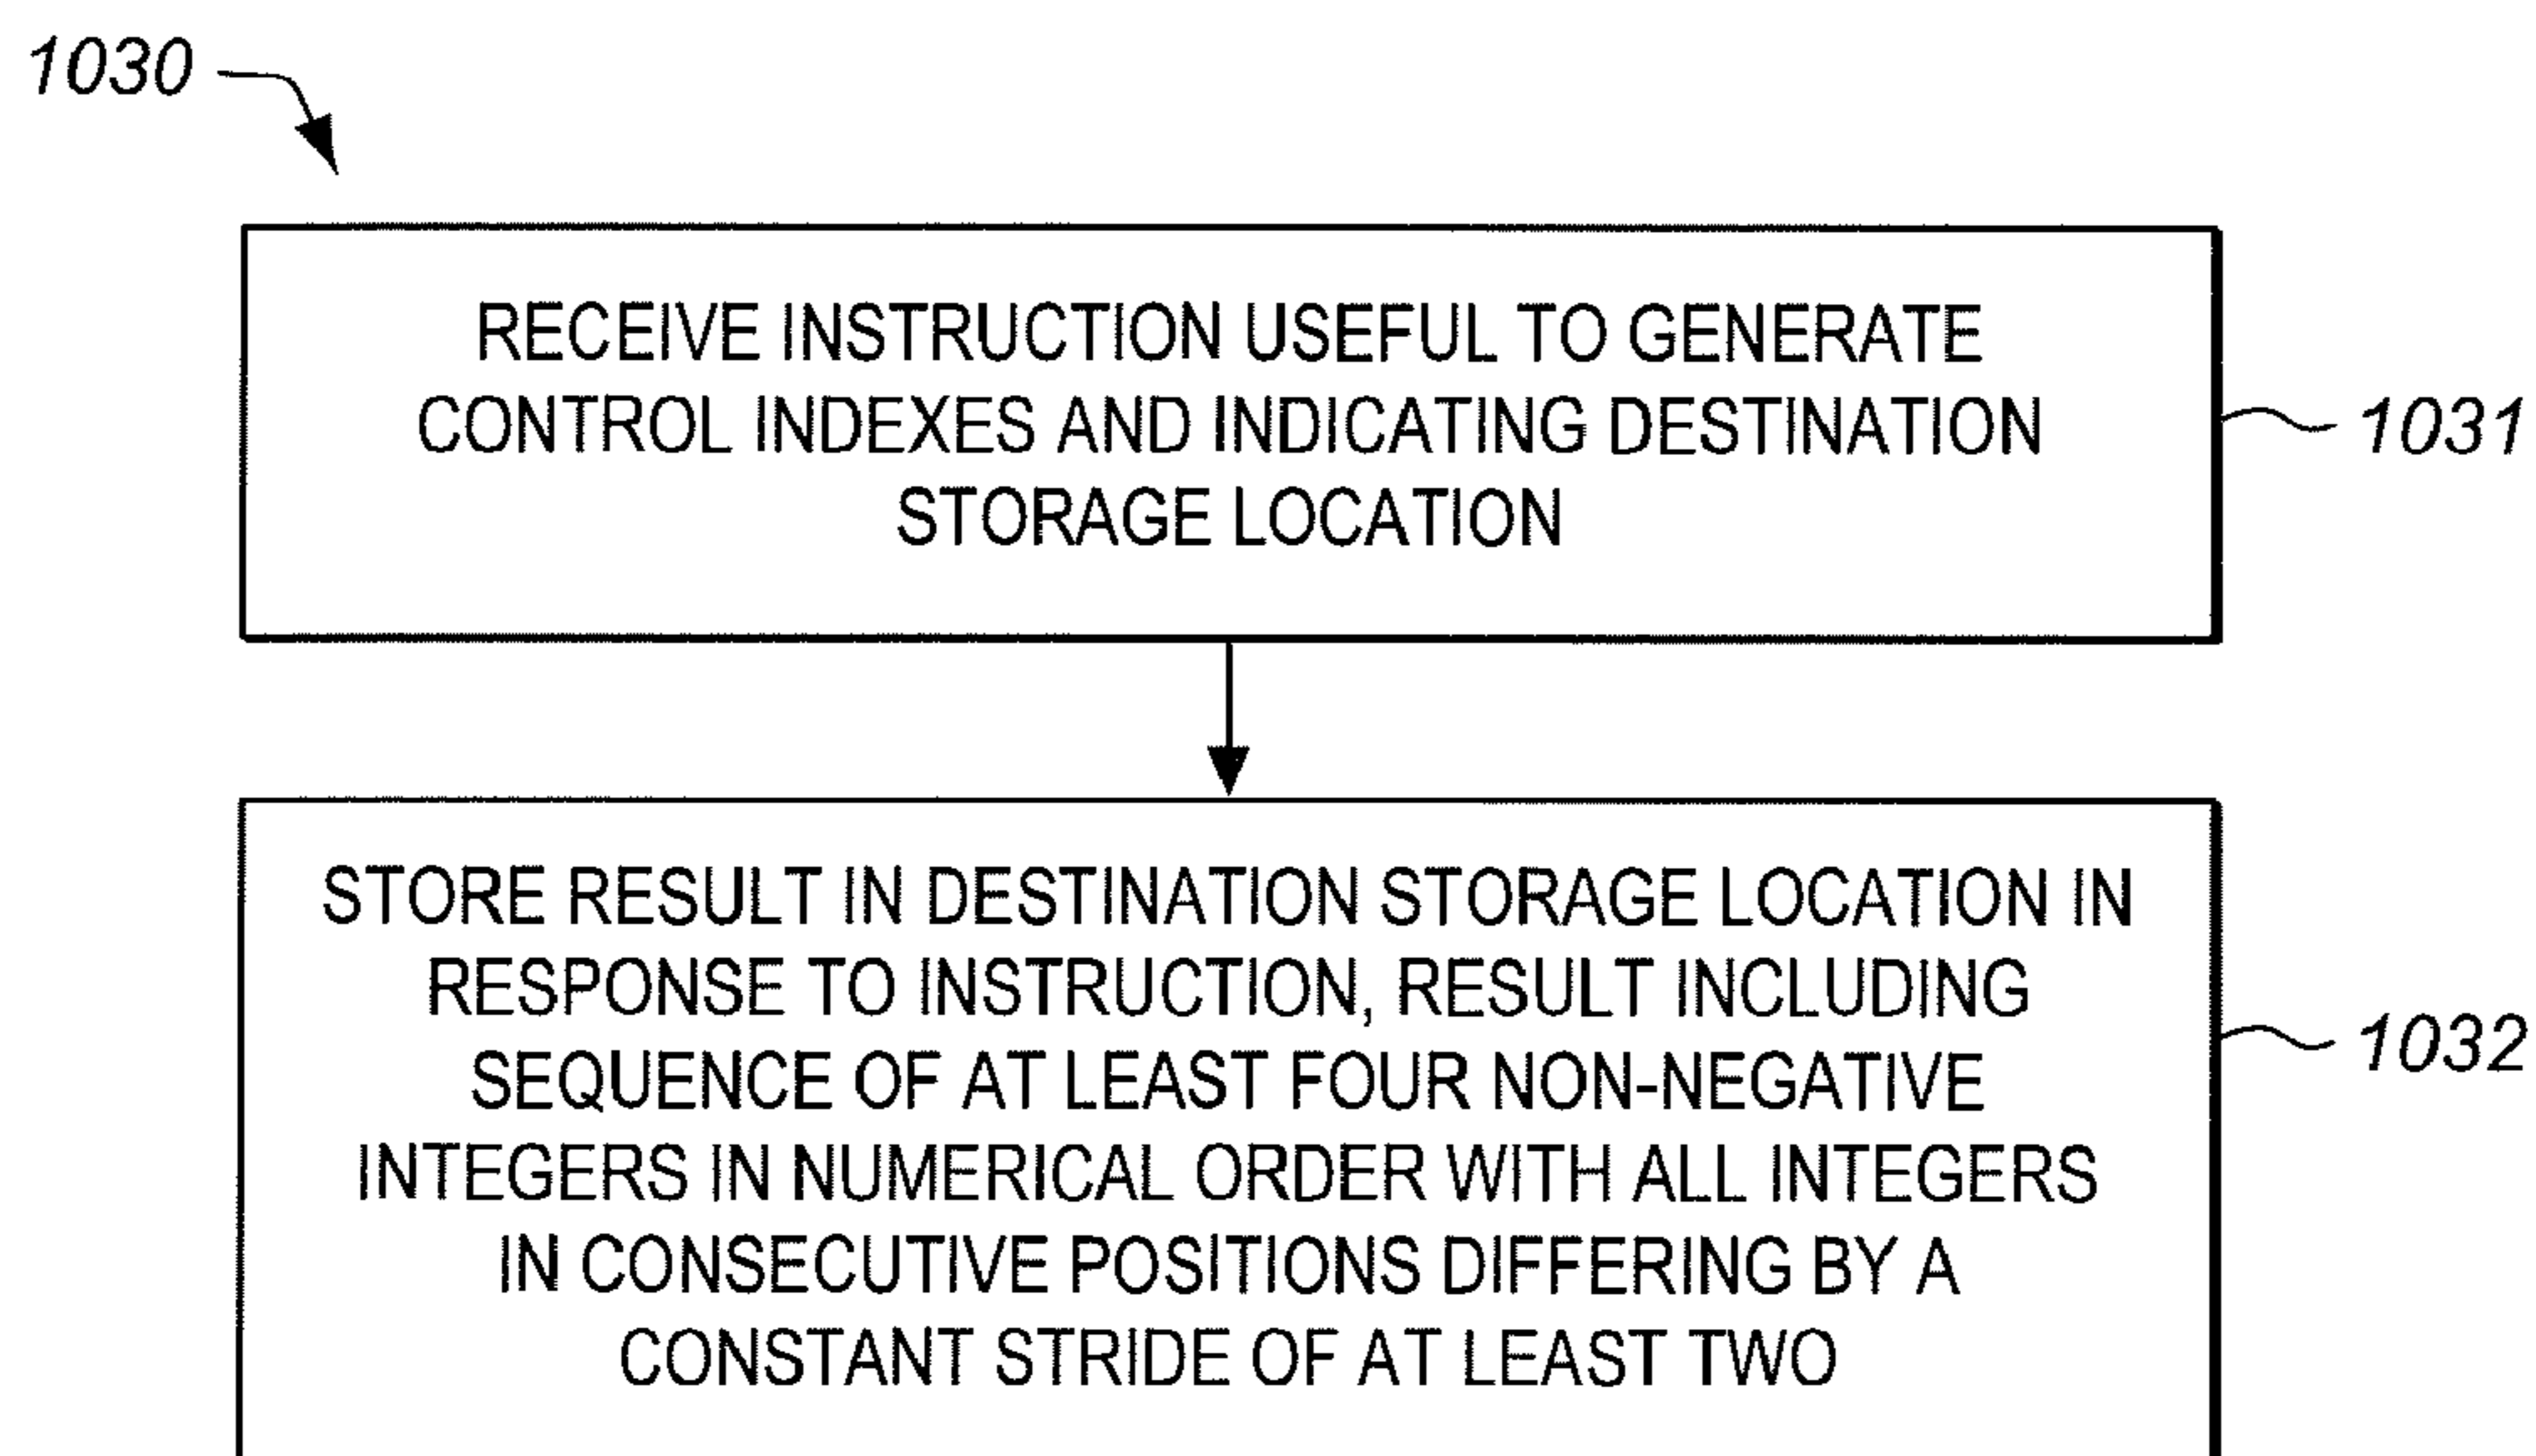 1030
RECEIVE INSTRUCTION USEFUL TO GENERATE
CONTROL INDEXES AND INDICATING DESTINATION
STORAGE LOCATION
1031
STORE RESULT IN DESTINATION STORAGE LOCATION IN
RESPONSE TO INSTRUCTION, RESULT INCLUDING
SEQUENCE OF AT LEAST FOUR NON-NEGATIVE
INTEGERS IN NUMERICAL ORDER WITH ALL INTEGERS
IN CONSECUTIVE POSITIONS DIFFERING BY A
CONSTANT STRIDE OF AT LEAST TWO
1032